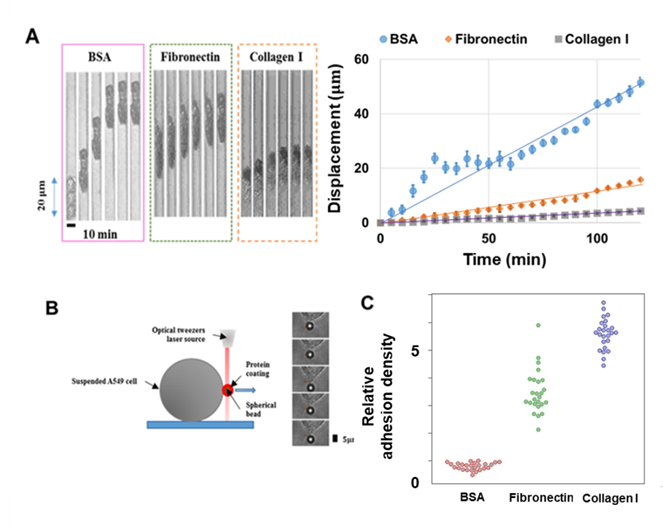 A
BSA
Fibronectin
Collagen I
20 µm
10 min
BSA
Fibronectin
Collagen I
Displacement (µm)
60
40
20
0
0
50
100
Time (min)
B
Optical tweezers
laser source
Suspended A549 cell
Protein
coating
Spherical
bead
5µ
C
Relative
adhesion density
5
0
BSA
Fibronectin
Collagen I